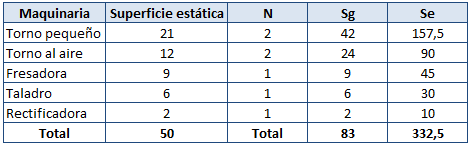 Maquinaria Superficie estática N Sg Se
Torno pequeño 21 2 42 157,5
Torno al aire 12 2 24 90
Fresadora 9 1 9 45
Taladro 6 1 6 30
Rectificadora 2 1 2 10
Total 50 Total 83 332,5